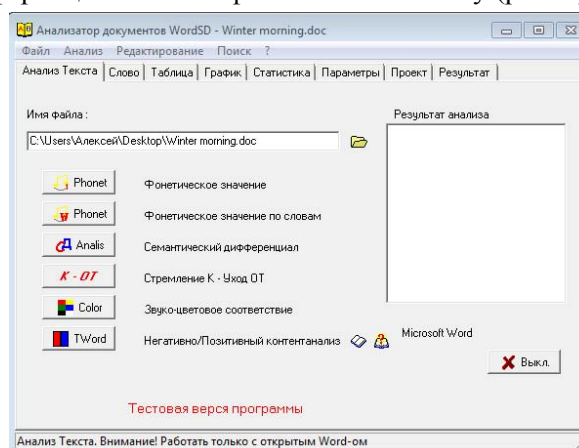 Анализатор документов WordSD - Winter morning.doc
Файл Анализ Редактирование Поиск ?
Анализ Текста Слово Таблица График Статистика Параметры Проект Результат
Имя файла :
Результат анализа
C:\Users\Алексей\Desktop\Winter morning.doc
Phonet Фонетическое значение
Phonet Фонетическое значение по словам
Analis Семантический дифференциал
К - ОТ Стремление К - Уход ОТ
Color Звуко-цветовое соответствие
TWord Негативно/Позитивный контентанализ
Microsoft Word
Выкл.
Тестовая верся программы
Анализ Текста. Внимание! Работать только с открытым Word-ом